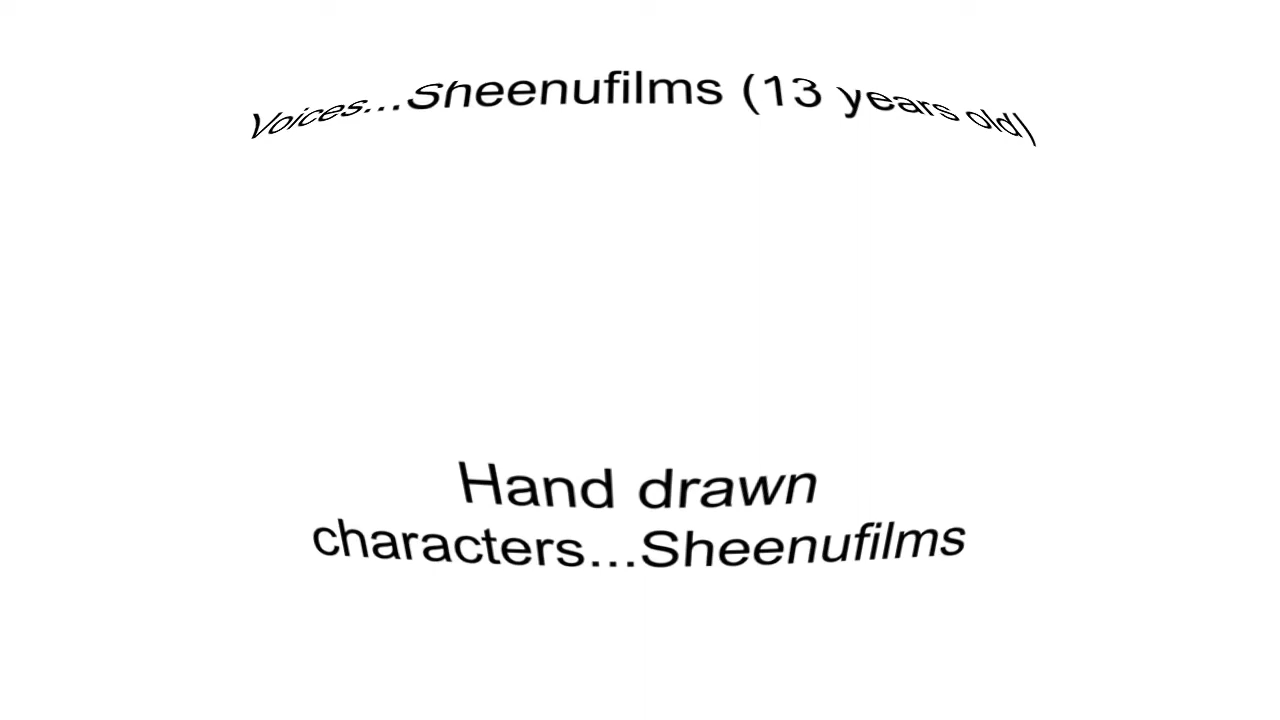 Voices...Sheenufilms (13 years old)
Hand drawn
characters...Sheenufilms